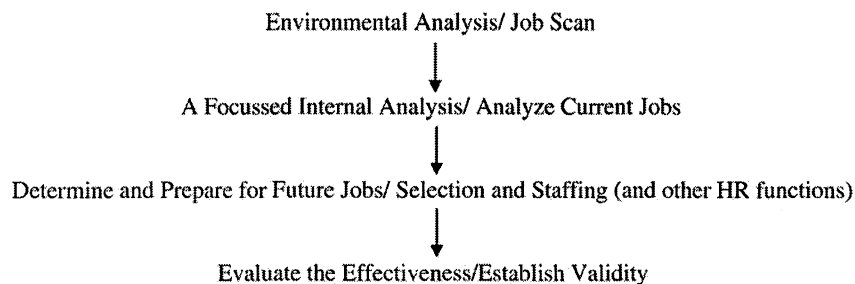 Environmental Analysis/ Job Scan
A Focussed Internal Analysis/ Analyze Current Jobs
Determine and Prepare for Future Jobs/ Selection and Staffing (and other HR functions)
Evaluate the Effectiveness/Establish Validity